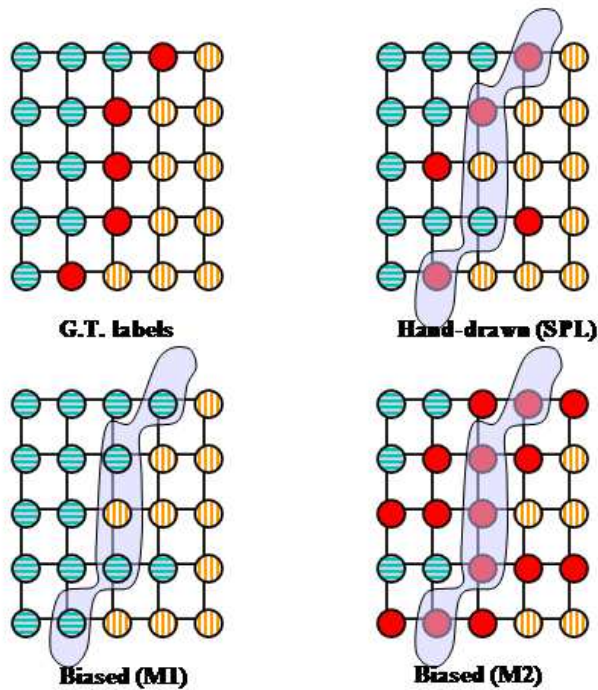 G.T. labels
Hand-drawn (SPL)
Biased (M1)
Biased (M2)